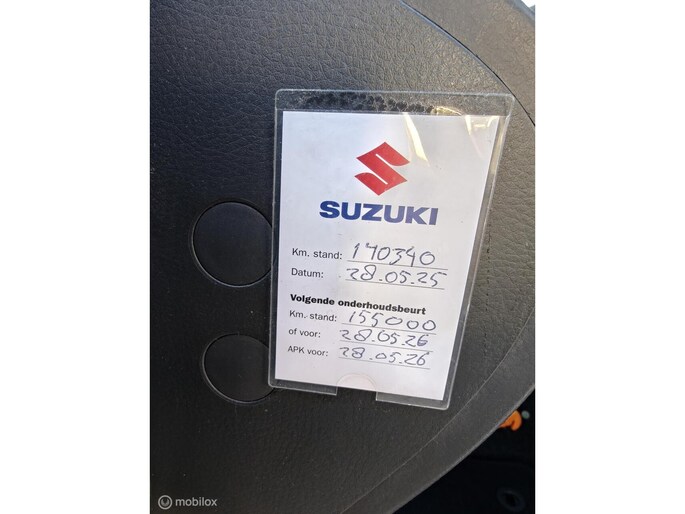 SUZUKI
Km. stand: 140340
Datum: 28.05.25
Volgende onderhoudsbeurt
Km. stand: 155000
of voor: 28.05.26
APK voor: 28.05.26
mobilox